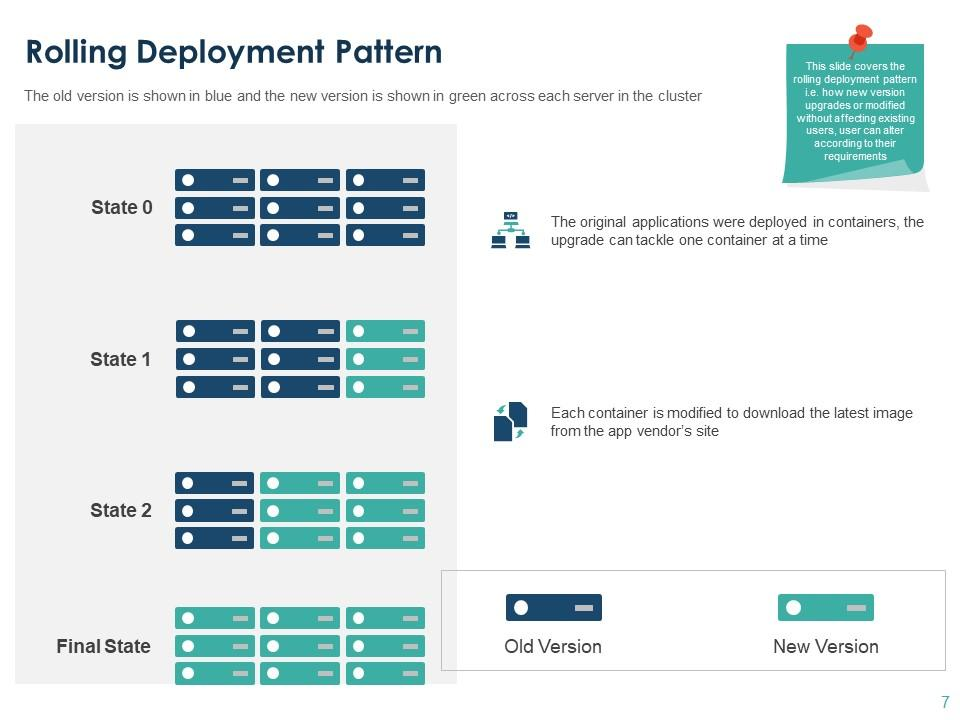 Rolling Deployment Pattern
The old version is shown in blue and the new version is shown in green across each server in the cluster
This slide covers the
rolling deployment pattern
i.e. how new version
upgrades or modified
without affecting existing
users, user can alter
according to their
requirements
State 0
</>
The original applications were deployed in containers, the
upgrade can tackle one container at a time
State 1
Each container is modified to download the latest image
from the app vendor's site
State 2
Final State
Old Version
New Version
7